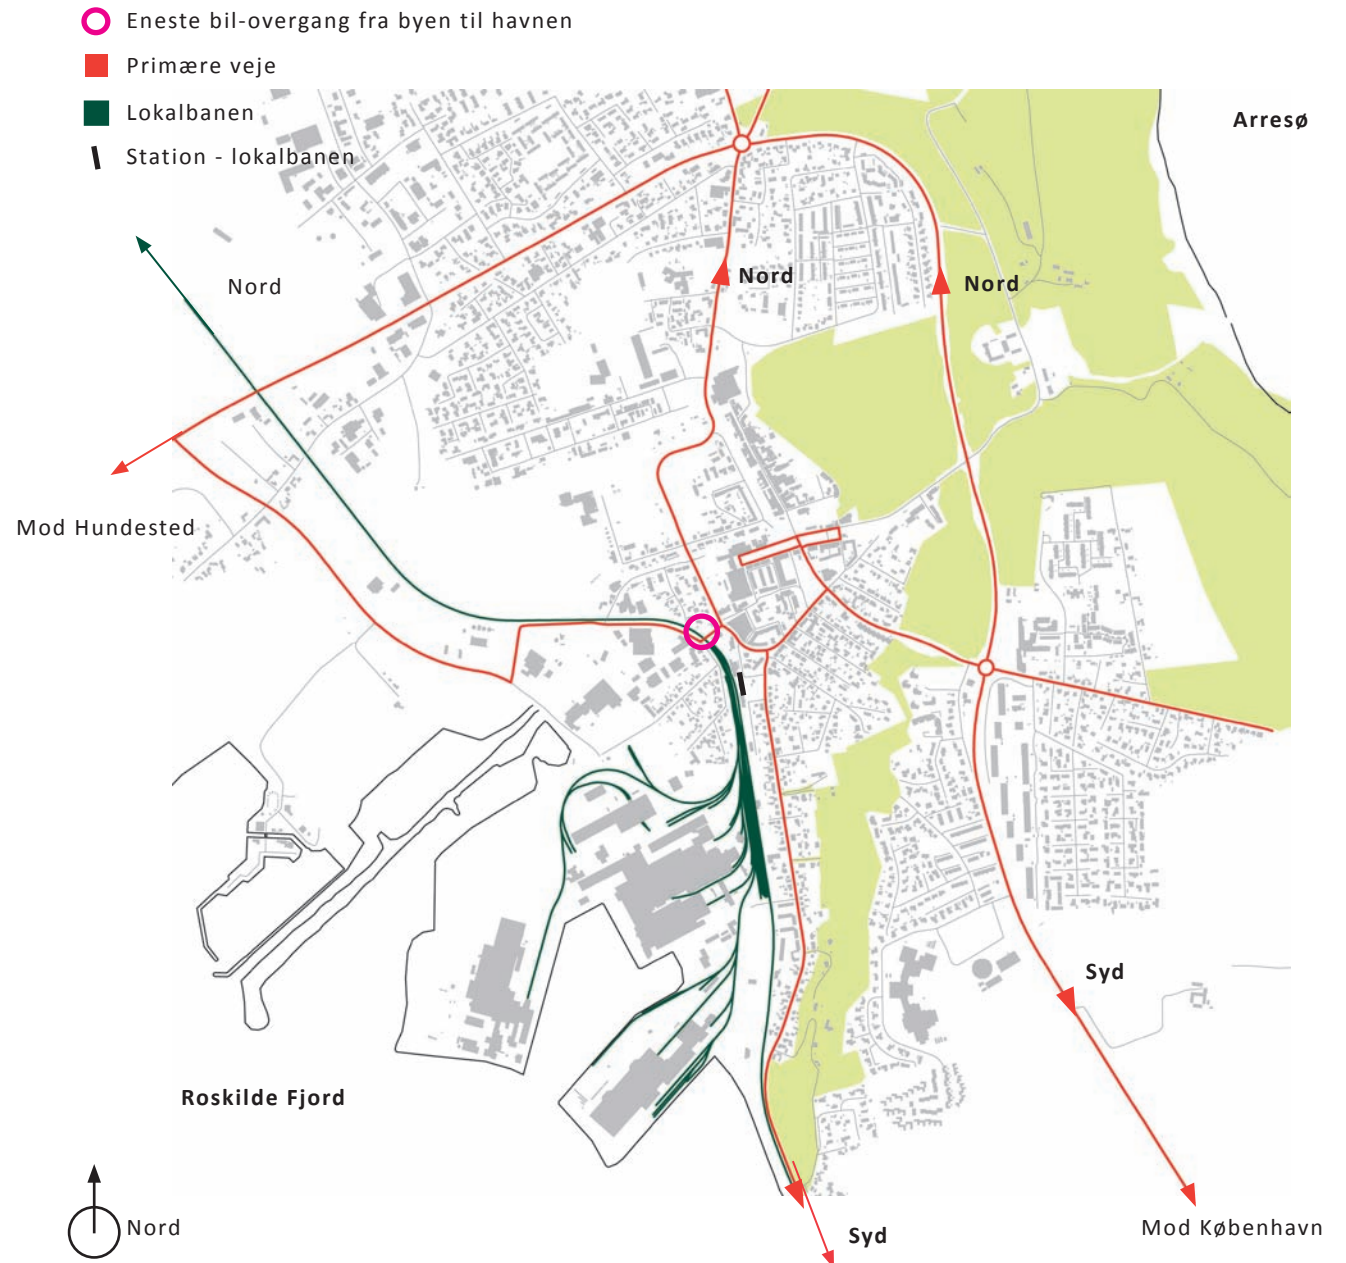 Eneste bil-overgang fra byen til havnen
Primære veje
Lokalbanen
Station - lokalbanen
Arresø
Nord
Nord
Nord
Mod Hundested
Syd
Roskilde Fjord
Nord
Syd
Mod København